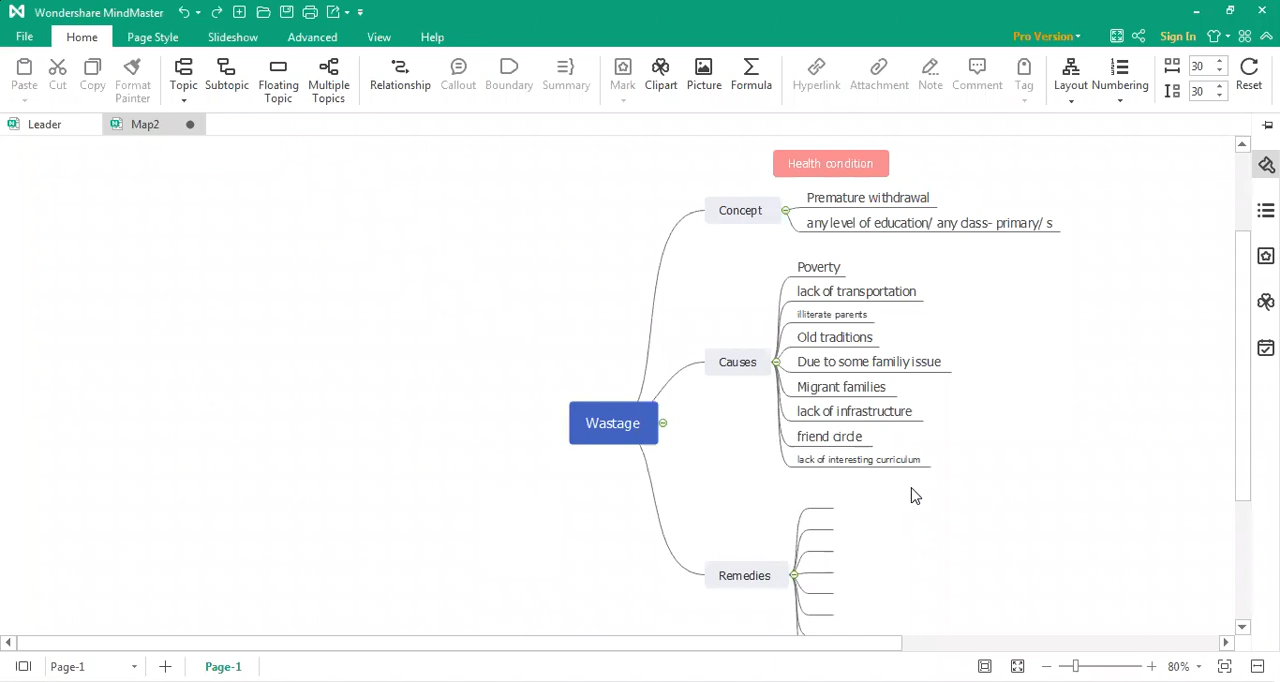 Wondershare MindMaster
File Home Page Style Slideshow Advanced View Help Pro Version Sign In
Paste Cut Copy Format Painter Topic Subtopic Floating Topic Multiple Topics Relationship Callout Boundary Summary Mark Clipart Picture Formula Hyperlink Attachment Note Comment Tag Layout Numbering 30 30 Reset
Leader Map2
Health condition
Concept
Premature withdrawal
any level of education/ any class- primary/ s
Causes
Poverty
lack of transportation
illiterate parents
Old traditions
Due to some familiy issue
Migrant families
lack of infrastructure
friend circle
lack of interesting curriculum
Wastage
Remedies
Page-1 Page-1 80%